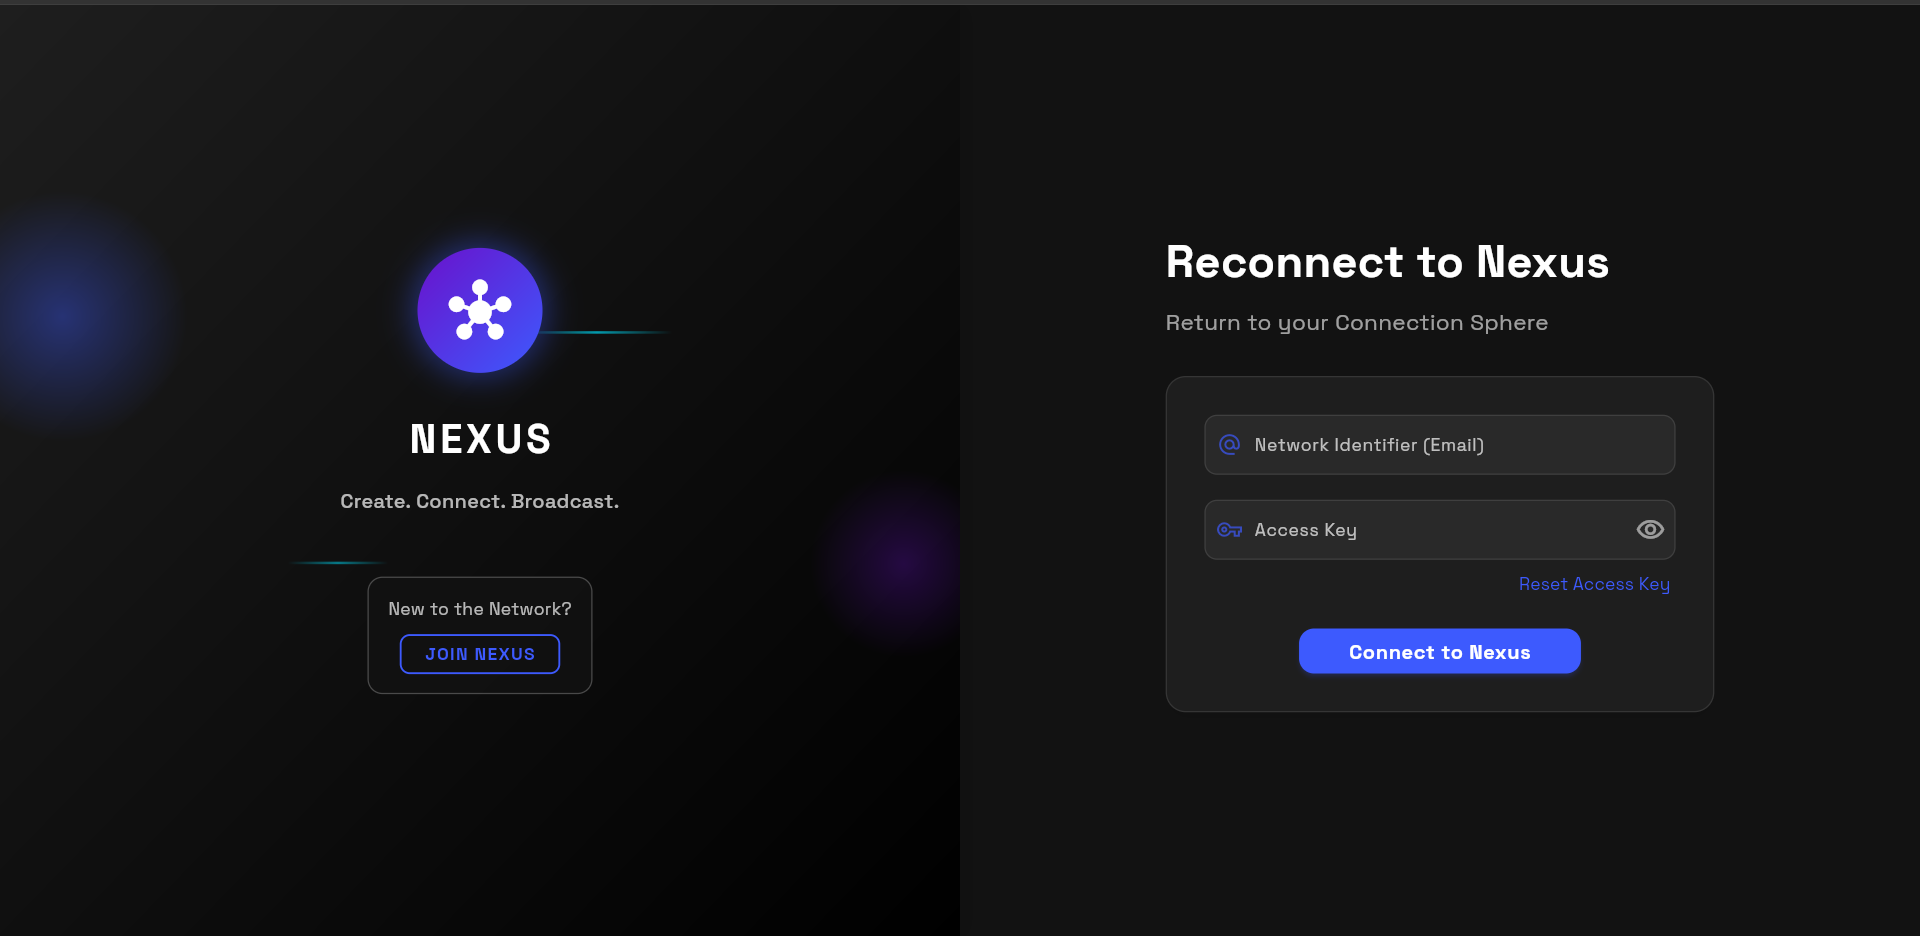 NEXUS
Create. Connect. Broadcast.
New to the Network?
JOIN NEXUS
Reconnect to Nexus
Return to your Connection Sphere
Network Identifier (Email)
Access Key
Reset Access Key
Connect to Nexus